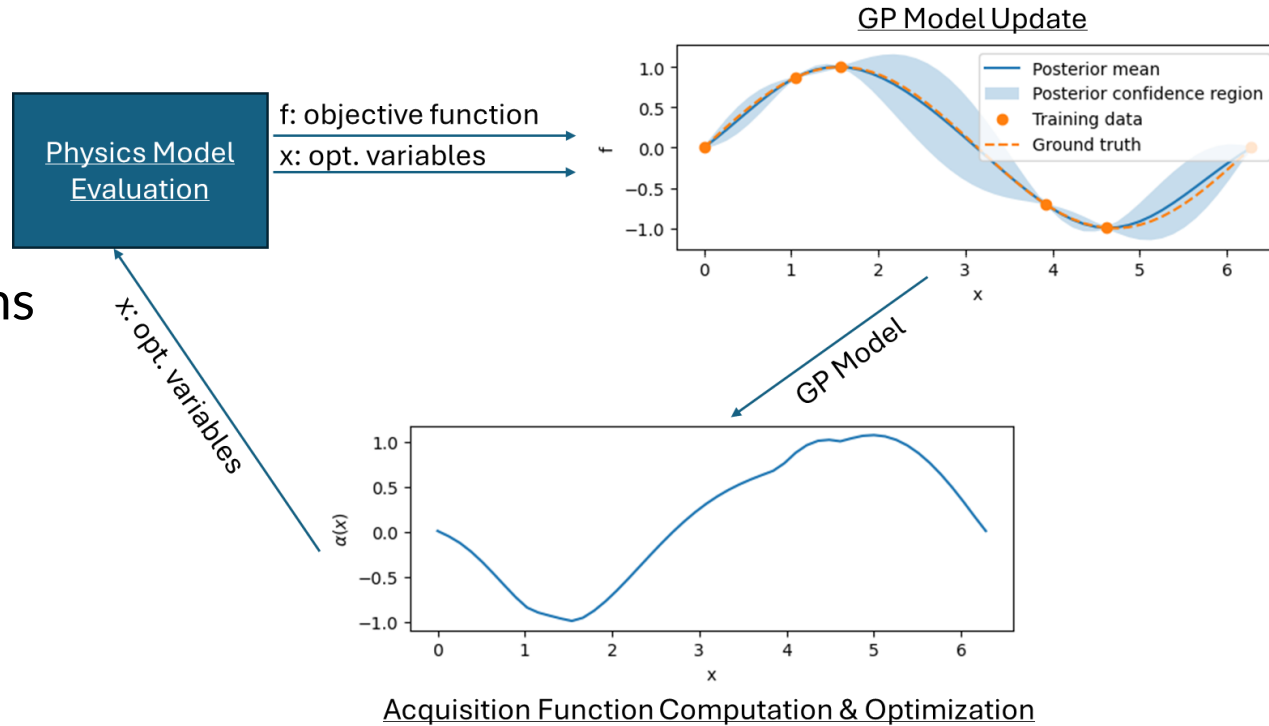 GP Model Update
f: objective function
x: opt. variables
Physics Model
Evaluation
1.0
0.5
0.0
−0.5
−1.0
f
Posterior mean
Posterior confidence region
Training data
Ground truth
0 1 2 3 4 5 6
x
ns
x: opt. variables
GP Model
1.0
0.5
0.0
−0.5
−1.0
α(x)
0 1 2 3 4 5 6
x
Acquisition Function Computation & Optimization